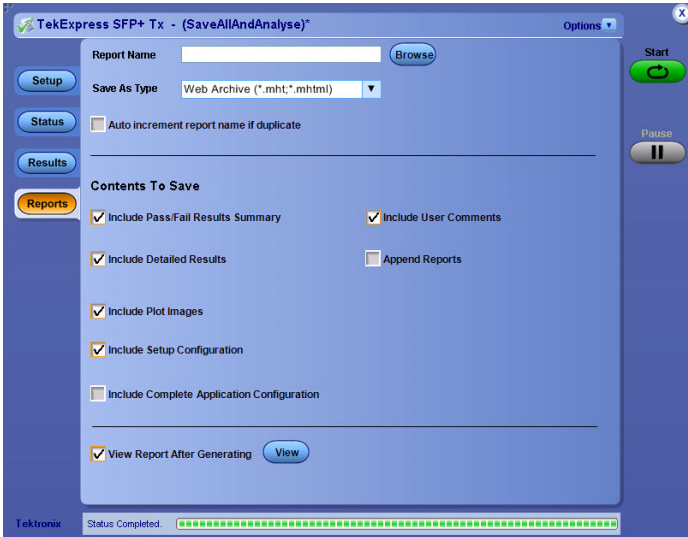 TekExpress SFP+ Tx - (SaveAllAndAnalyse)*
Options
X
Start
Pause
Setup
Status
Results
Reports
Report Name
Browse
Save As Type
Web Archive (*.mht;*.mhtml)
Auto increment report name if duplicate
Contents To Save
Include Pass/Fail Results Summary
Include User Comments
Include Detailed Results
Append Reports
Include Plot Images
Include Setup Configuration
Include Complete Application Configuration
View Report After Generating
View
Tektronix
Status Completed.